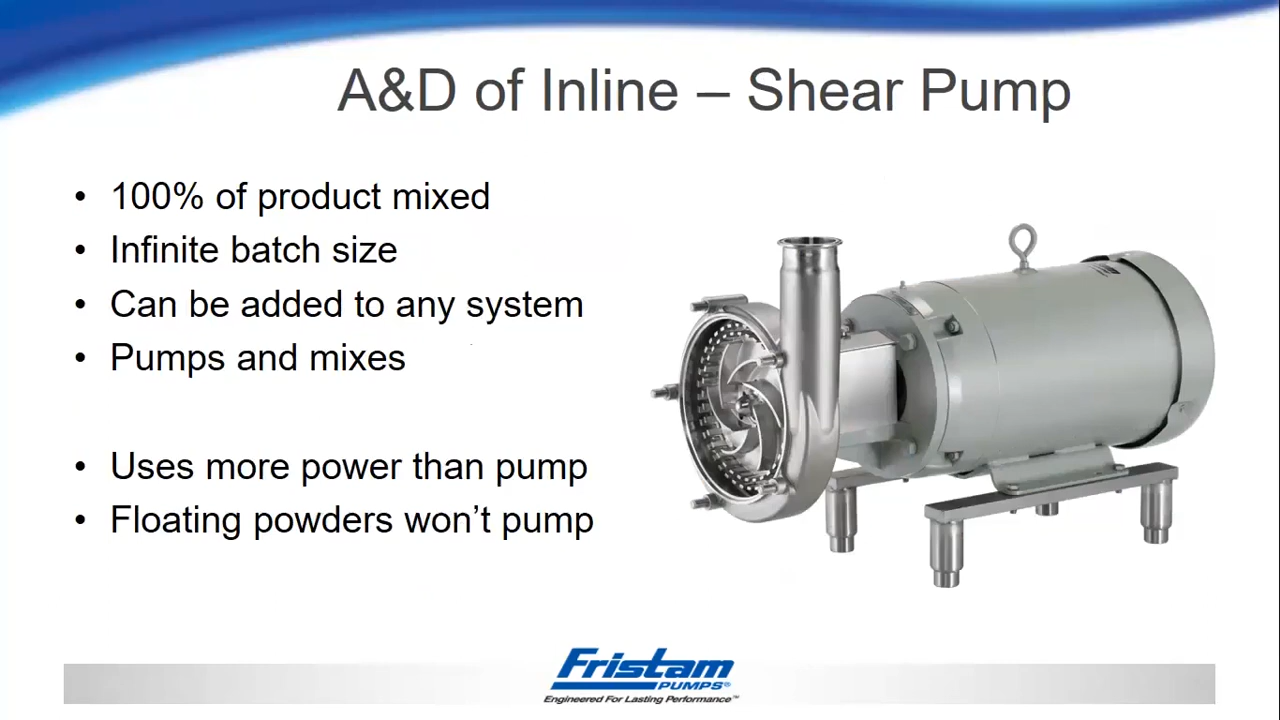 A&D of Inline – Shear Pump
• 100% of product mixed
• Infinite batch size
• Can be added to any system
• Pumps and mixes
• Uses more power than pump
• Floating powders won’t pump
Fristam
PUMPS®
Engineered For Lasting Performance™